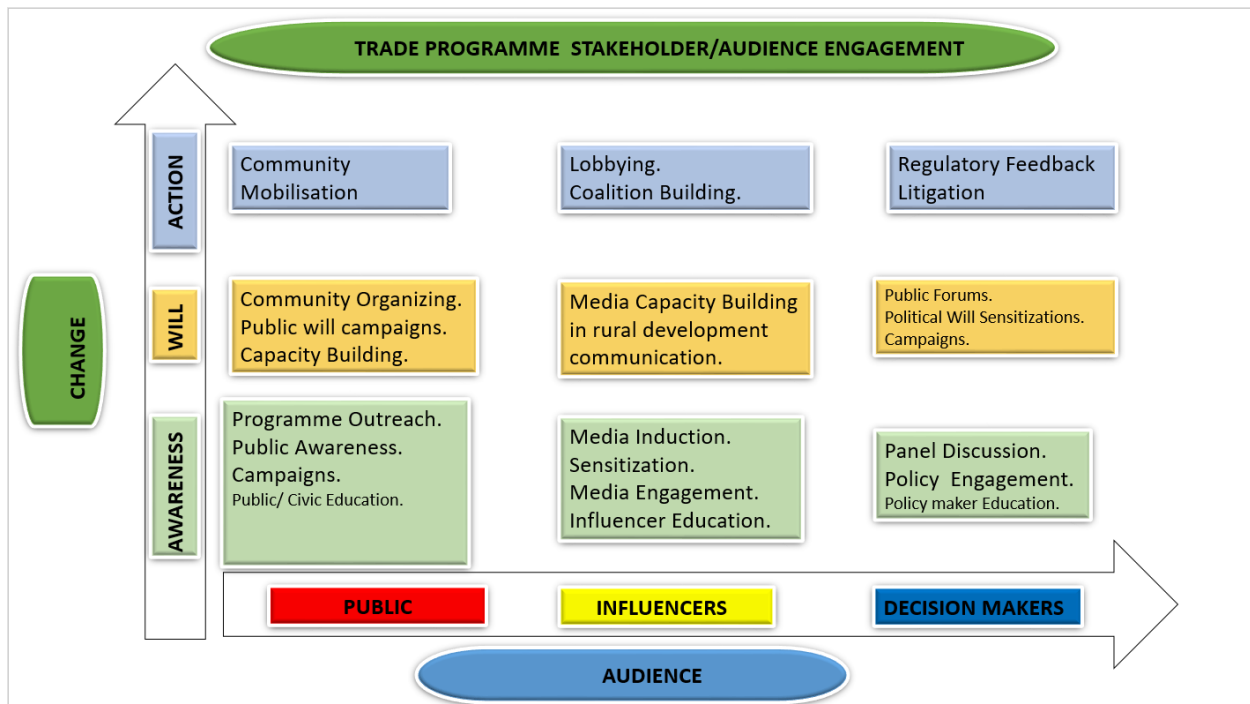 TRADE PROGRAMME STAKEHOLDER/AUDIENCE ENGAGEMENT
ACTION
Community
Mobilisation
Lobbying.
Coalition Building.
Regulatory Feedback
Litigation
CHANGE
WILL
Community Organizing.
Public will campaigns.
Capacity Building.
Media Capacity Building
in rural development
communication.
Public Forums.
Political Will Sensitizations.
Campaigns.
AWARENESS
Programme Outreach.
Public Awareness.
Campaigns.
Public/ Civic Education.
Media Induction.
Sensitization.
Media Engagement.
Influencer Education.
Panel Discussion.
Policy Engagement.
Policy maker Education.
PUBLIC
INFLUENCERS
DECISION MAKERS
AUDIENCE